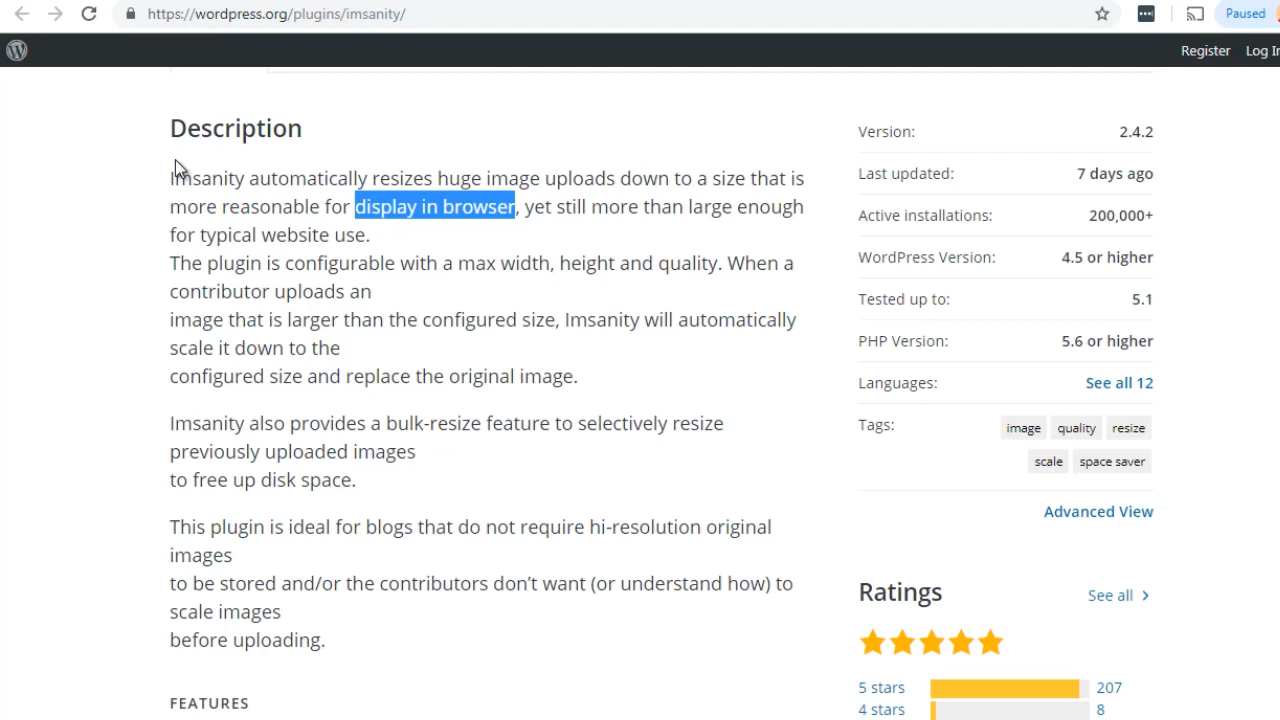 https://wordpress.org/plugins/imsanity/
Paused
Register Log In
Description
Imsanity automatically resizes huge image uploads down to a size that is
more reasonable for display in browser, yet still more than large enough
for typical website use.
The plugin is configurable with a max width, height and quality. When a
contributor uploads an
image that is larger than the configured size, Imsanity will automatically
scale it down to the
configured size and replace the original image.
Imsanity also provides a bulk-resize feature to selectively resize
previously uploaded images
to free up disk space.
This plugin is ideal for blogs that do not require hi-resolution original
images
to be stored and/or the contributors don’t want (or understand how) to
scale images
before uploading.
FEATURES
Version: 2.4.2
Last updated: 7 days ago
Active installations: 200,000+
WordPress Version: 4.5 or higher
Tested up to: 5.1
PHP Version: 5.6 or higher
Languages: See all 12
Tags: image quality resize
scale space saver
Advanced View
Ratings See all
5 stars 207
4 stars 8